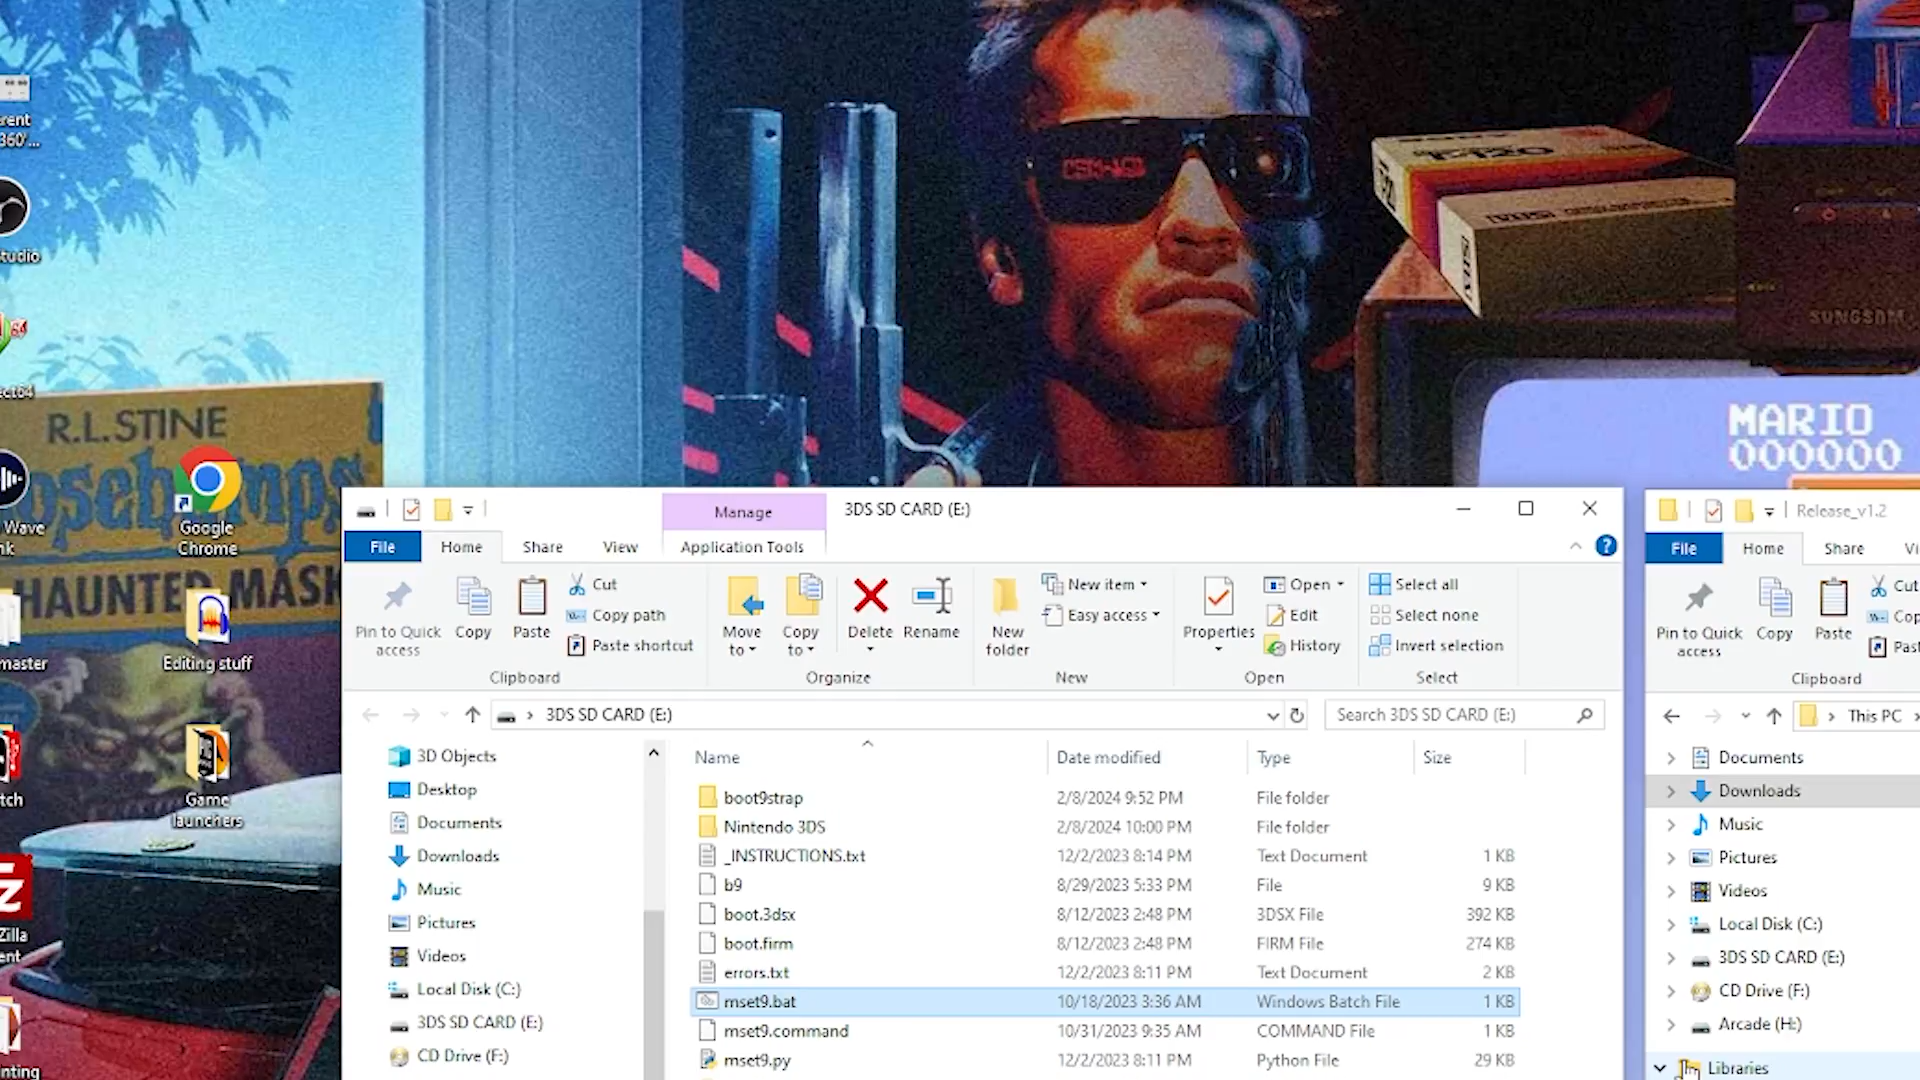 R.L.STINE
HAUNTED MASK
MARIO
000000
SUNGSAM
Google
Chrome
Editing stuff
Game
launchers
Wave
master
Manage
3DS SD CARD (E:)
File
Home
Share
View
Application Tools
Pin to Quick
access
Copy
Paste
Cut
Copy path
Paste shortcut
Clipboard
Move
to
Copy
to
Delete
Rename
Organize
New
folder
New item
Easy access
New
Properties
Open
Edit
History
Open
Select all
Select none
Invert selection
Select
3DS SD CARD (E:)
Search 3DS SD CARD (E:)
3D Objects
Desktop
Documents
Downloads
Music
Pictures
Videos
Local Disk (C:)
3DS SD CARD (E:)
CD Drive (F:)
Name Date modified Type Size
boot9strap 2/8/2024 9:52 PM File folder
Nintendo 3DS 2/8/2024 10:00 PM File folder
_INSTRUCTIONS.txt 12/2/2023 8:14 PM Text Document 1 KB
b9 8/29/2023 5:33 PM File 9 KB
boot.3dsx 8/12/2023 2:48 PM 3DSX File 392 KB
boot.firm 8/12/2023 2:48 PM FIRM File 274 KB
errors.txt 12/2/2023 8:11 PM Text Document 2 KB
mset9.bat 10/18/2023 3:36 AM Windows Batch File 1 KB
mset9.command 10/31/2023 9:35 AM COMMAND File 1 KB
mset9.py 12/2/2023 8:11 PM Python File 29 KB
Release_v1.2
File
Home
Share
Pin to Quick
access
Copy
Paste
Clipboard
This PC
Documents
Downloads
Music
Pictures
Videos
Local Disk (C:)
3DS SD CARD (E:)
CD Drive (F:)
Arcade (H:)
Libraries